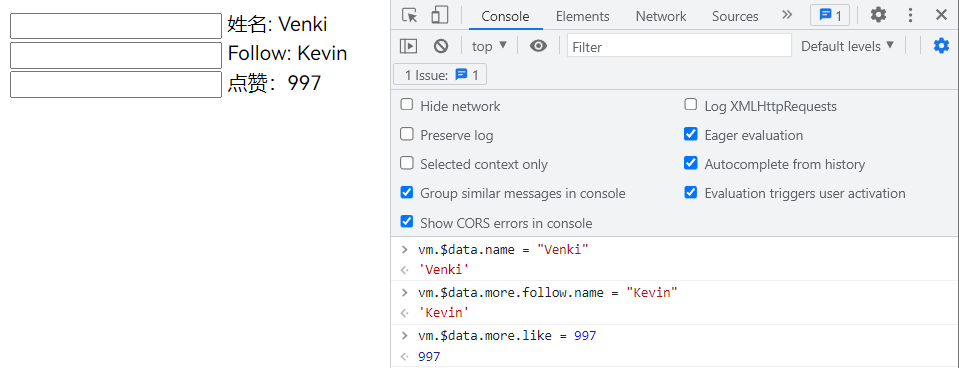 姓名: Venki
Follow: Kevin
点赞：997
Console Elements Network Sources » 1
top ▼ Filter Default levels ▼
1 Issue: 1
Hide network Log XMLHttpRequests
Preserve log Eager evaluation
Selected context only Autocomplete from history
Group similar messages in console Evaluation triggers user activation
Show CORS errors in console
> vm.$data.name = "Venki"
'Venki'
> vm.$data.more.follow.name = "Kevin"
'Kevin'
> vm.$data.more.like = 997
997